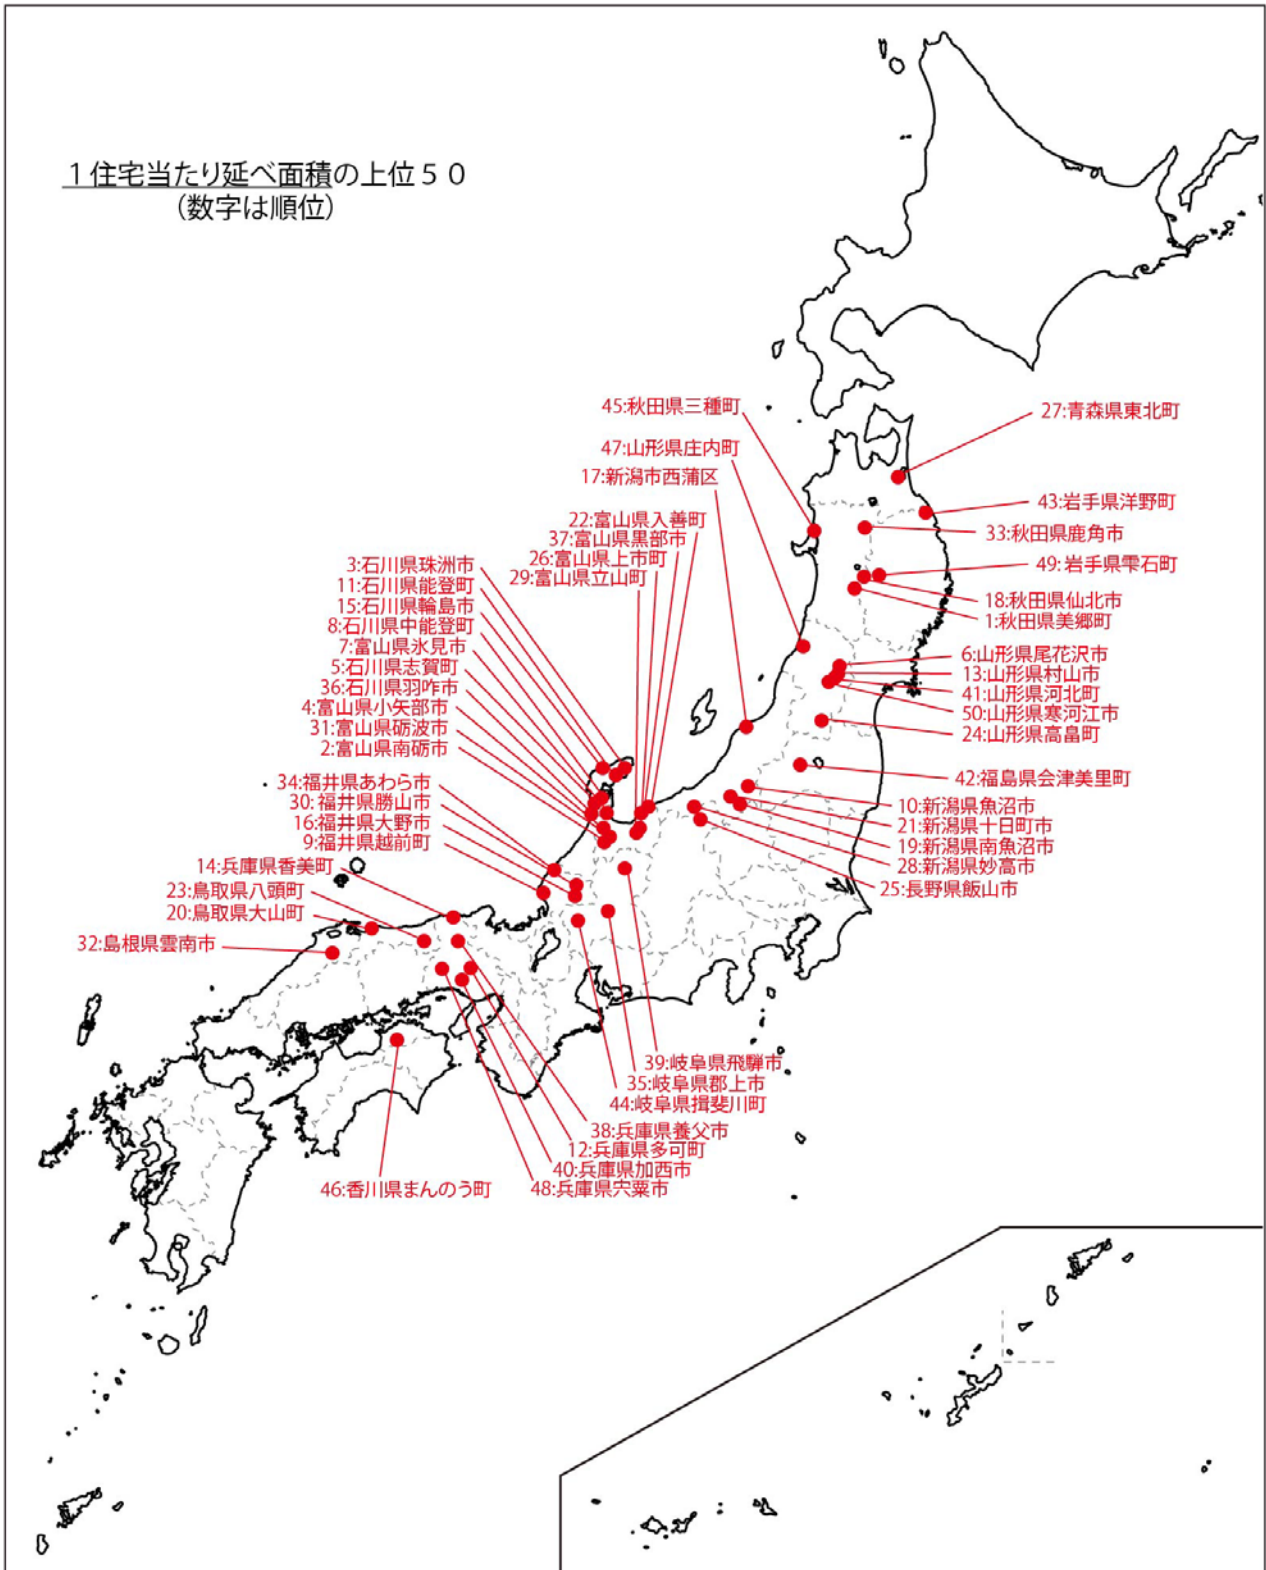 １住宅当たり延べ面積の上位５０
(数字は順位)
45:秋田県三種町
47:山形県庄内町
17:新潟市西蒲区
22:富山県入善町
37:富山県黒部市
26:富山県上市町
29:富山県立山町
3:石川県珠洲市
11:石川県能登町
15:石川県輪島市
8:石川県中能登町
7:富山県氷見市
5:石川県志賀町
36:石川県羽咋市
4:富山県小矢部市
31:富山県砺波市
2:富山県南砺市
34:福井県あわら市
30:福井県勝山市
16:福井県大野市
9:福井県越前町
14:兵庫県香美町
23:鳥取県八頭町
20:鳥取県大山町
32:島根県雲南市
27:青森県東北町
43:岩手県洋野町
33:秋田県鹿角市
49:岩手県雫石町
18:秋田県仙北市
1:秋田県美郷町
6:山形県尾花沢市
13:山形県村山市
41:山形県河北町
50:山形県寒河江市
24:山形県高畠町
42:福島県会津美里町
10:新潟県魚沼市
21:新潟県十日町市
19:新潟県南魚沼市
28:新潟県妙高市
25:長野県飯山市
39:岐阜県飛騨市
35:岐阜県郡上市
44:岐阜県揖斐川町
38:兵庫県養父市
12:兵庫県多可町
40:兵庫県加西市
48:兵庫県宍粟市
46:香川県まんのう町